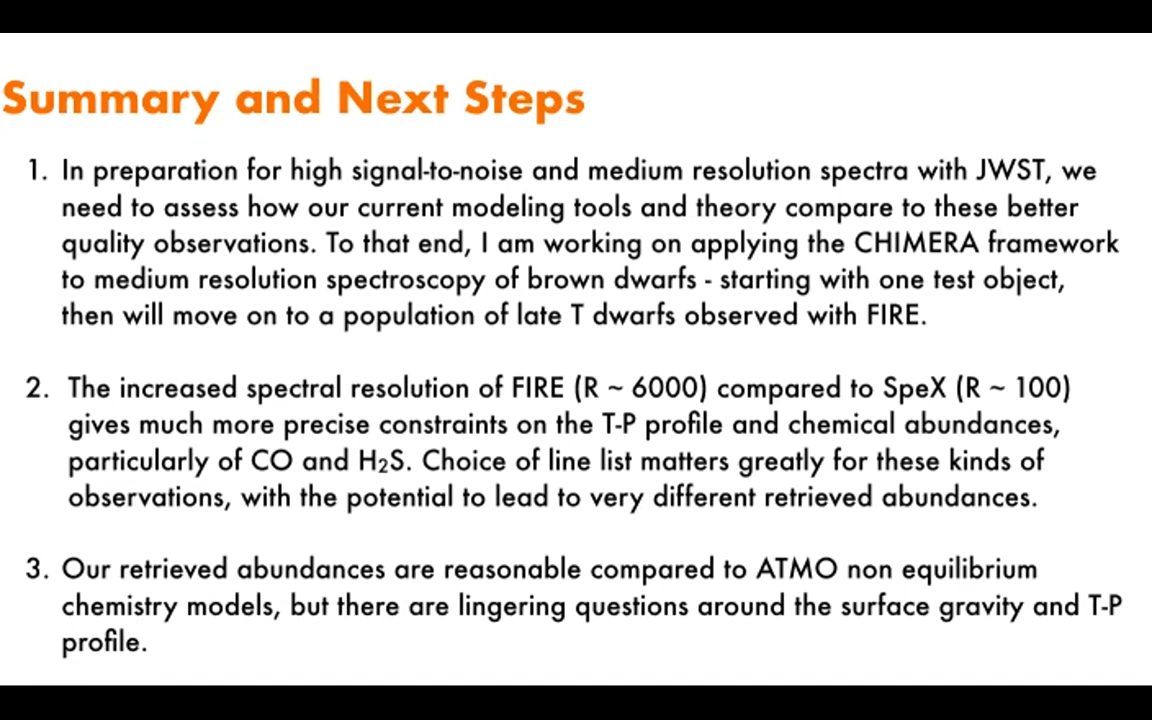 Summary and Next Steps
1. In preparation for high signal-to-noise and medium resolution spectra with JWST, we
need to assess how our current modeling tools and theory compare to these better
quality observations. To that end, I am working on applying the CHIMERA framework
to medium resolution spectroscopy of brown dwarfs - starting with one test object,
then will move on to a population of late T dwarfs observed with FIRE.
2. The increased spectral resolution of FIRE (R ~ 6000) compared to SpeX (R ~ 100)
gives much more precise constraints on the T-P profile and chemical abundances,
particularly of CO and H₂S. Choice of line list matters greatly for these kinds of
observations, with the potential to lead to very different retrieved abundances.
3. Our retrieved abundances are reasonable compared to ATMO non equilibrium
chemistry models, but there are lingering questions around the surface gravity and T-P
profile.